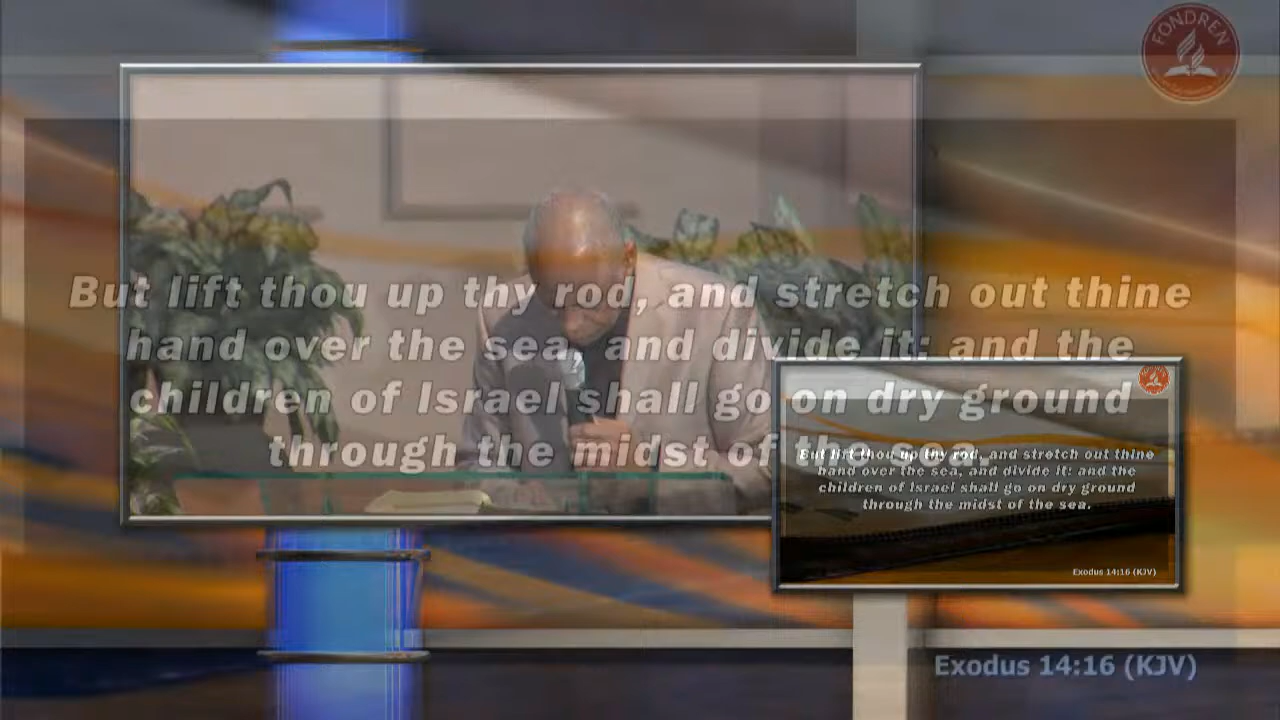 FONDREN
But lift thou up thy rod, and stretch out thine
hand over the sea, and divide it: and the
children of Israel shall go on dry ground
through the midst of the sea.
But lift thou up thy rod, and stretch out thine
hand over the sea, and divide it: and the
children of Israel shall go on dry ground
through the midst of the sea.
Exodus 14:16 (KJV)
Exodus 14:16 (KJV)